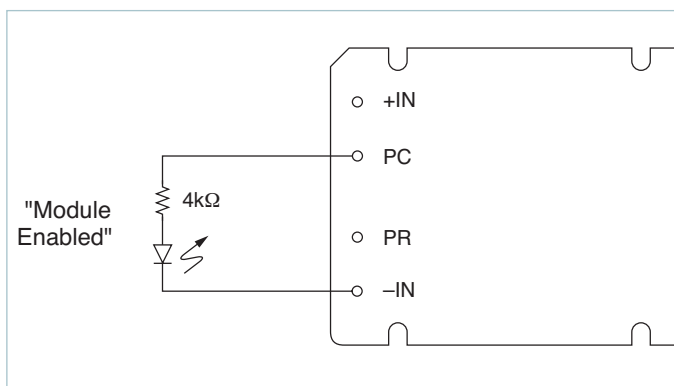 +IN
PC
4kΩ
"Module
Enabled"
PR
–IN